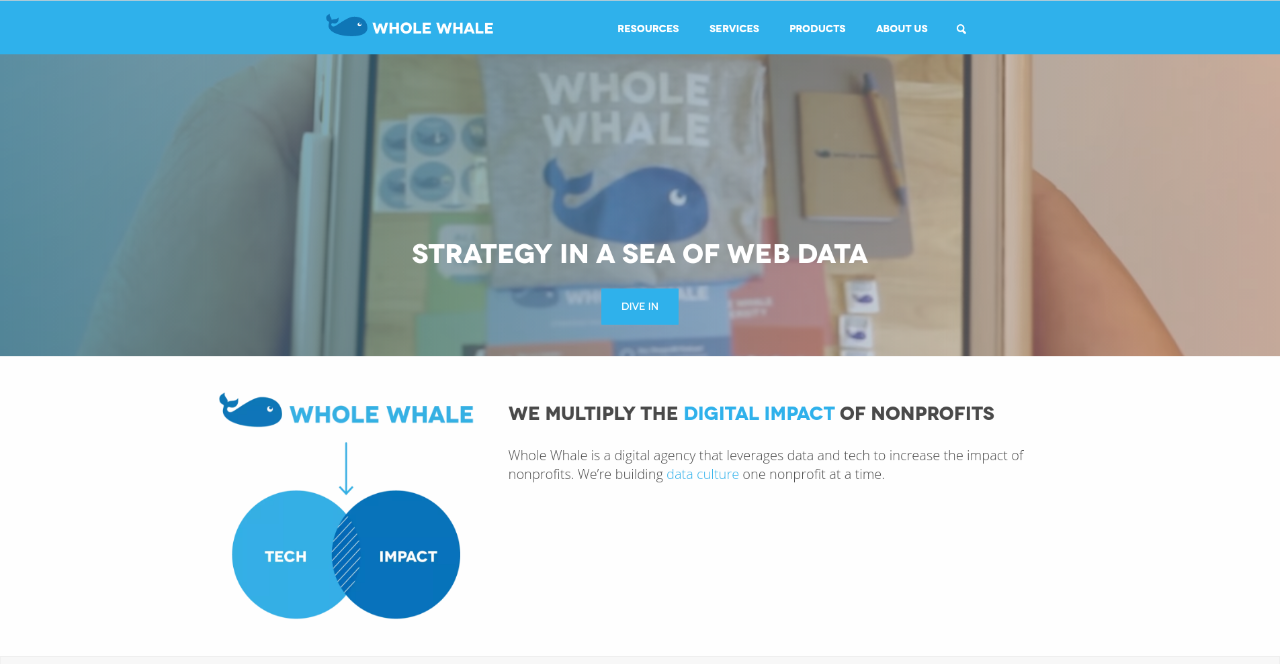 WHOLE WHALE
RESOURCES SERVICES PRODUCTS ABOUT US
WHOLE
WHALE
STRATEGY IN A SEA OF WEB DATA
DIVE IN
WHOLE WHALE
WE MULTIPLY THE DIGITAL IMPACT OF NONPROFITS
Whole Whale is a digital agency that leverages data and tech to increase the impact of
nonprofits. We're building data culture one nonprofit at a time.
TECH
IMPACT